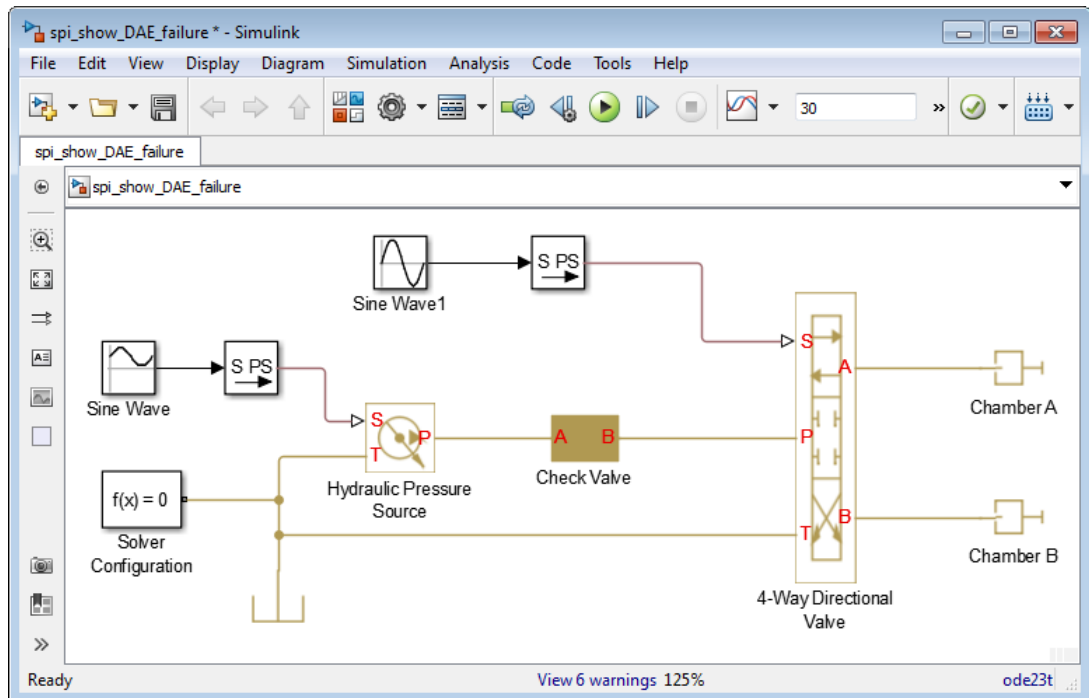 spi_show_DAE_failure * - Simulink
File Edit View Display Diagram Simulation Analysis Code Tools Help
30 »
spi_show_DAE_failure
spi_show_DAE_failure
S PS
Sine Wave1
S
A
S PS
Sine Wave
Chamber A
S
P
T
A B
P
Check Valve
Hydraulic Pressure
Source
f(x) = 0
Solver
Configuration
T
B
Chamber B
4-Way Directional
Valve
»
Ready View 6 warnings 125% ode23t